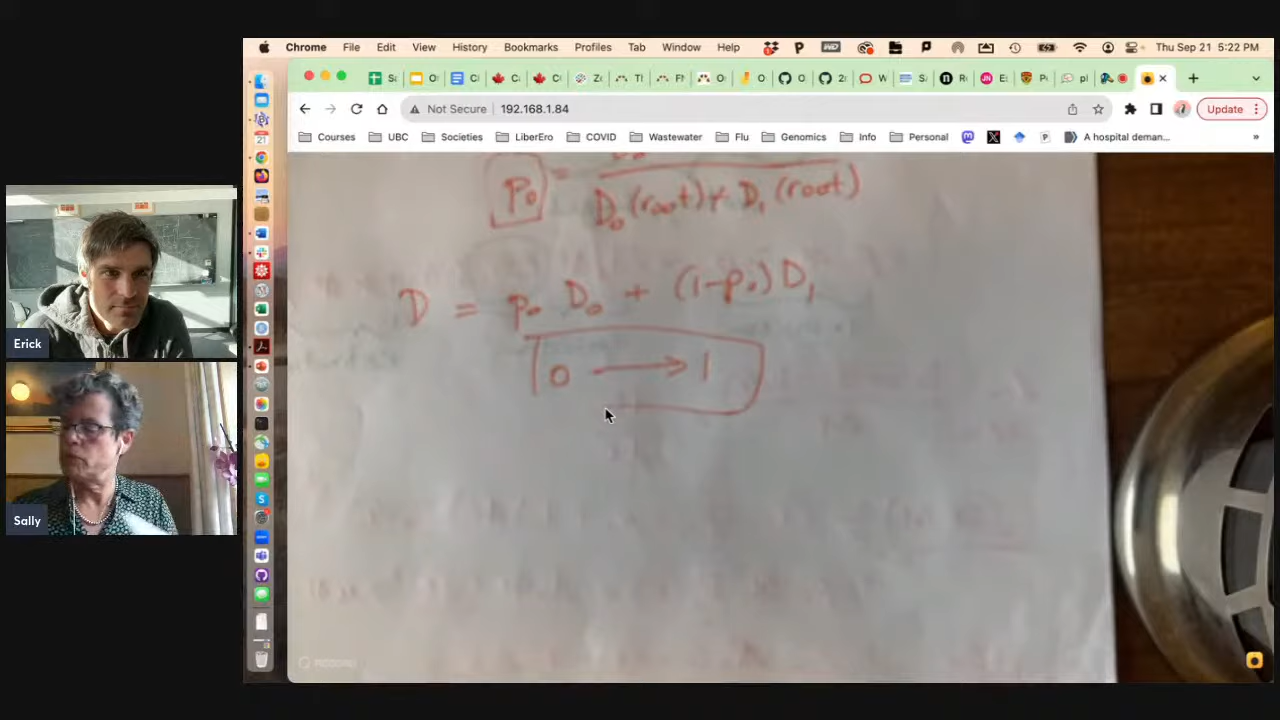 Chrome File Edit View History Bookmarks Profiles Tab Window Help Thu Sep 21 5:22 PM
Not Secure 192.168.1.84 Update
Courses UBC Societies LiberEro COVID Wastewater Flu Genomics Info Personal A hospital deman... »
p₀ =
D₀(root) + D₁(root)
D = p₀ D₀ + (1-p₀) D₁
0 → 1
Erick
Sally